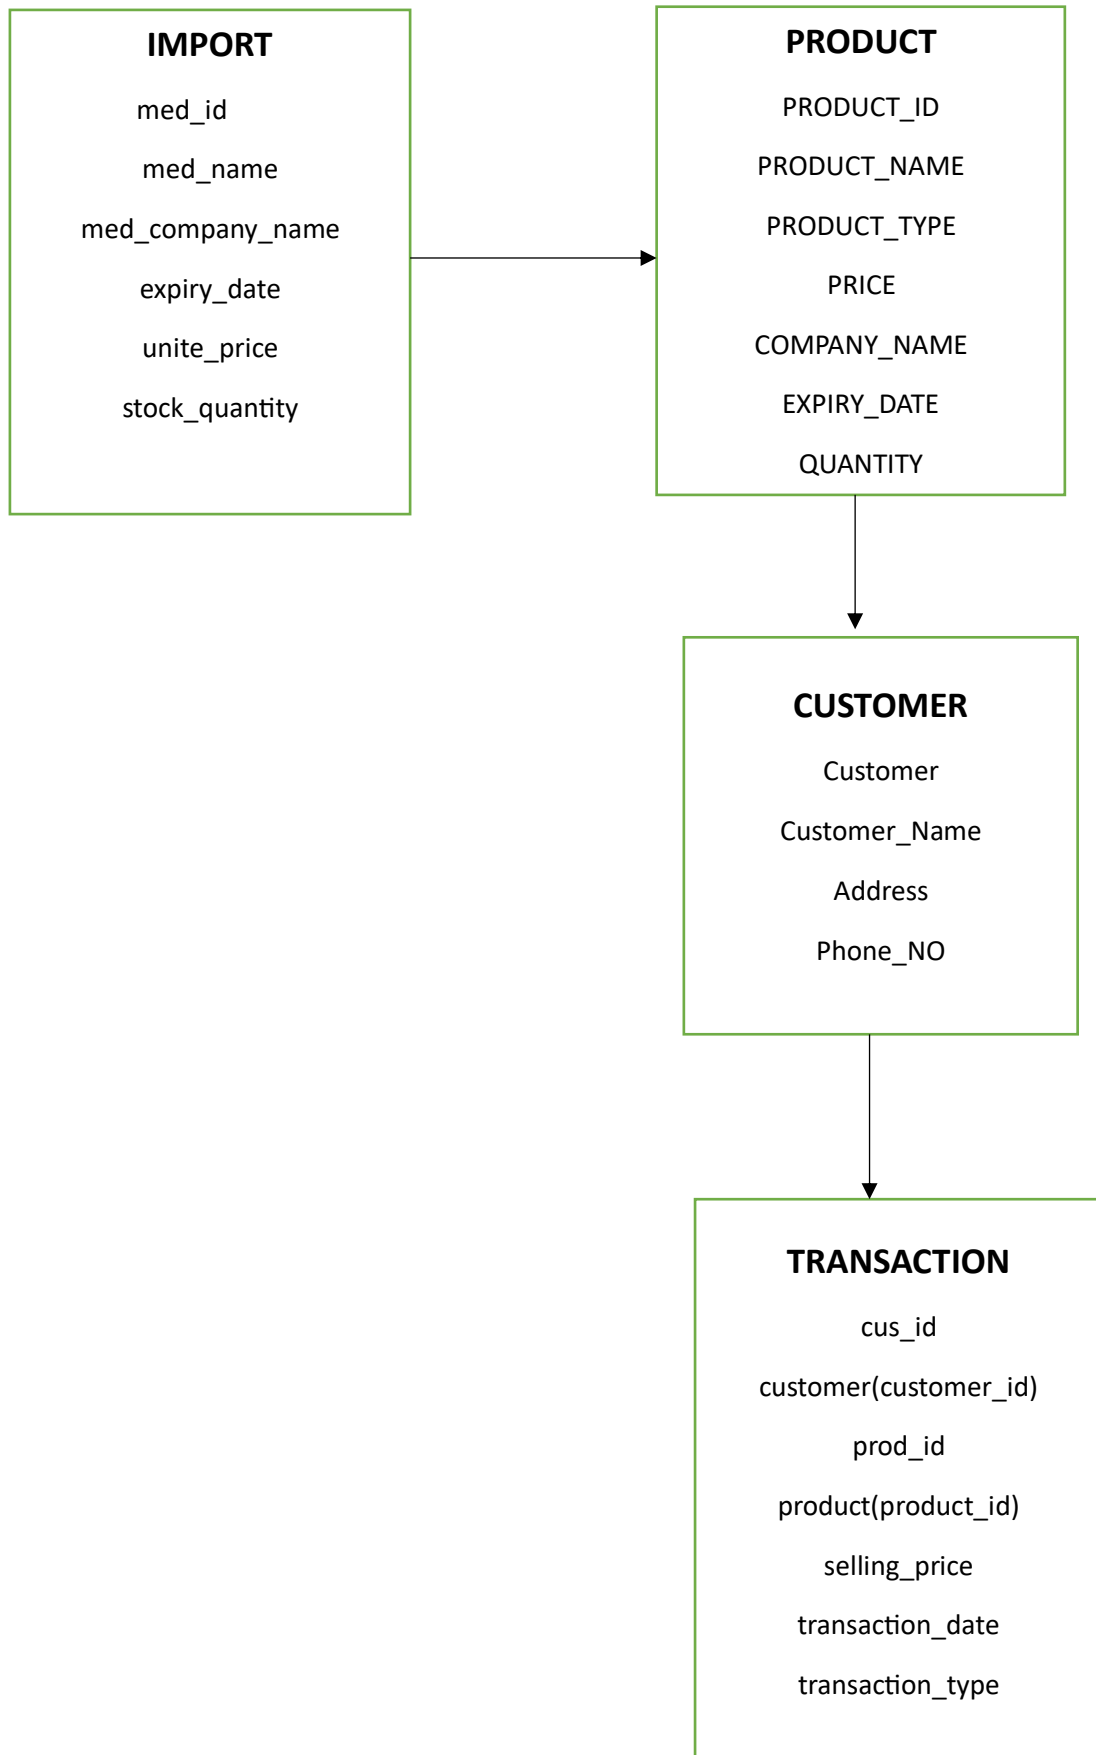 IMPORT
med_id
med_name
med_company_name
expiry_date
unite_price
stock_quantity
PRODUCT
PRODUCT_ID
PRODUCT_NAME
PRODUCT_TYPE
PRICE
COMPANY_NAME
EXPIRY_DATE
QUANTITY
CUSTOMER
Customer
Customer_Name
Address
Phone_NO
TRANSACTION
cus_id
customer(customer_id)
prod_id
product(product_id)
selling_price
transaction_date
transaction_type